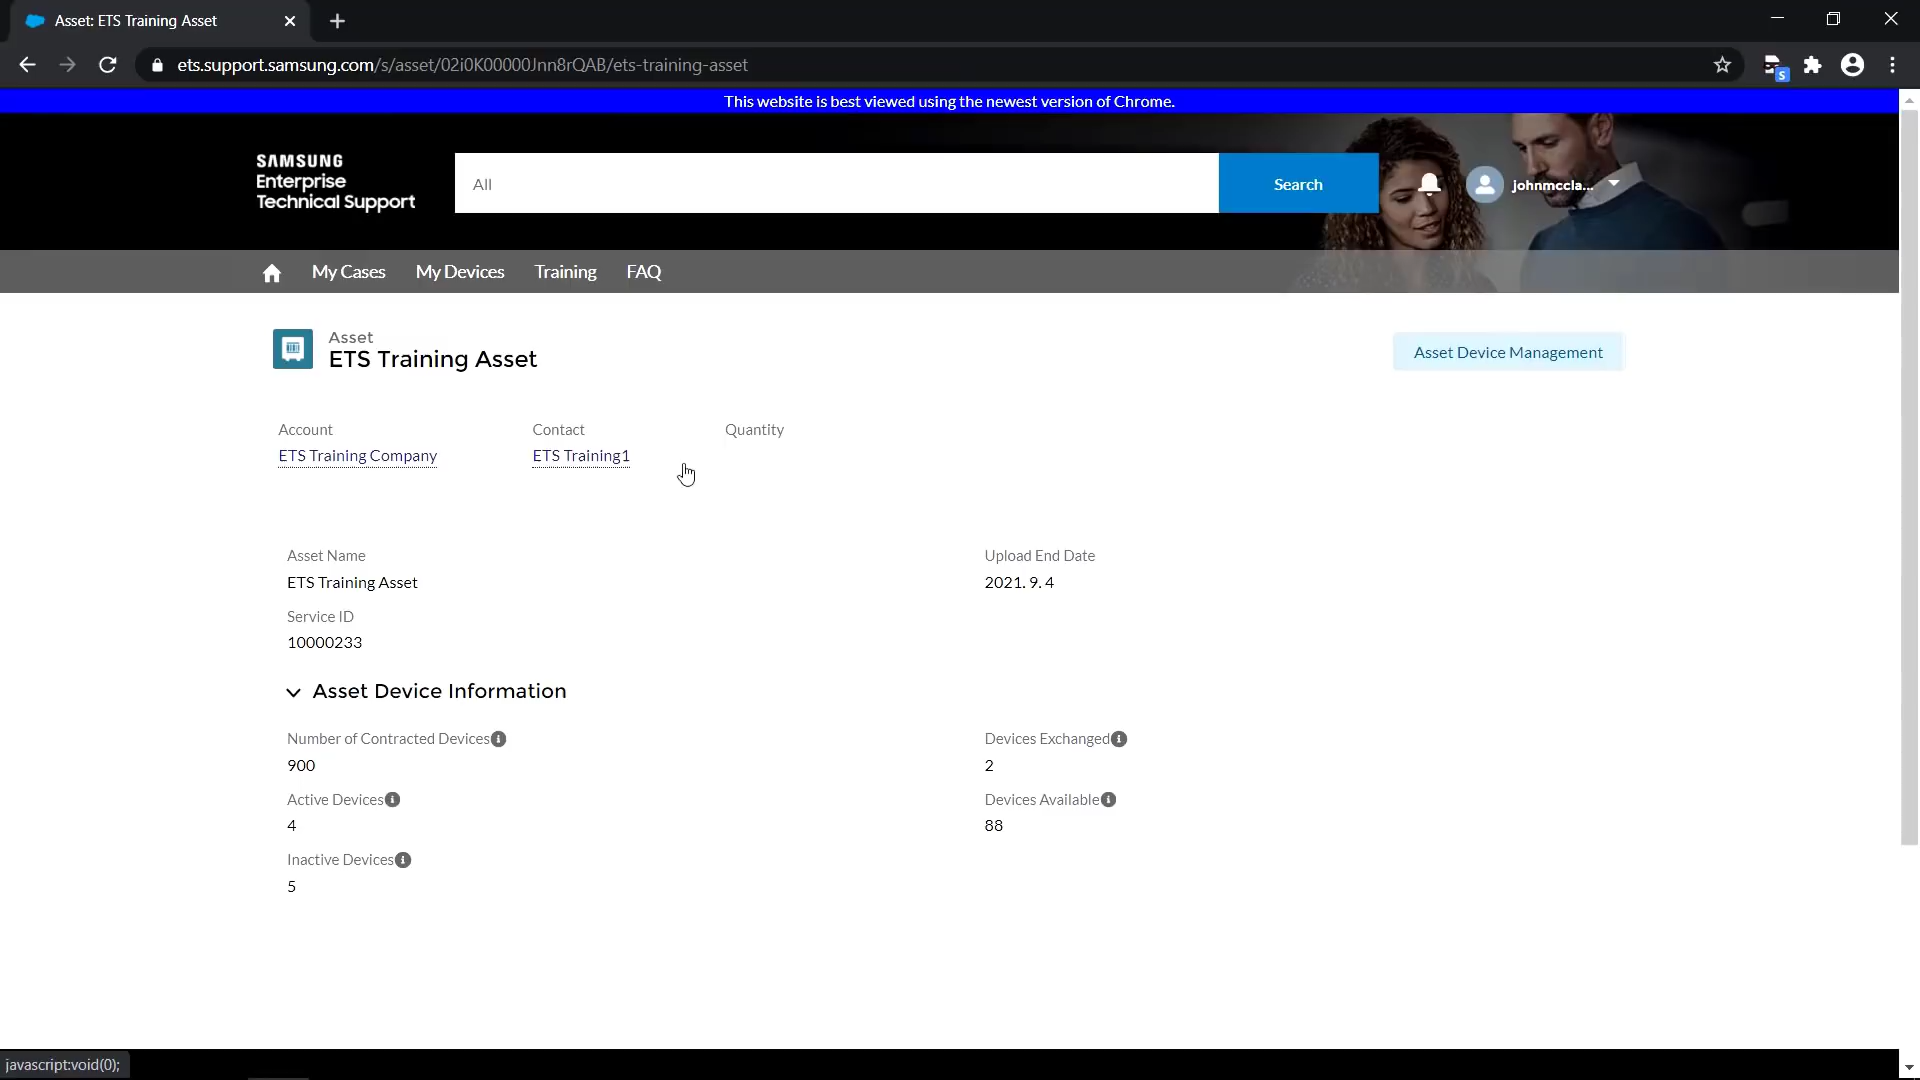 Asset: ETS Training Asset
ets.support.samsung.com/s/asset/02i0K00000Jnn8rQAB/ets-training-asset
S
This website is best viewed using the newest version of Chrome.
SAMSUNG
Enterprise
Technical Support
All
Search
johnmccla...
My Cases
My Devices
Training
FAQ
Asset
ETS Training Asset
Asset Device Management
Account
Contact
Quantity
ETS Training Company
ETS Training1
Asset Name
Upload End Date
ETS Training Asset
2021. 9. 4
Service ID
10000233
Asset Device Information
Number of Contracted Devices
Devices Exchanged
900
2
Active Devices
Devices Available
4
88
Inactive Devices
5
javascript:void(0);